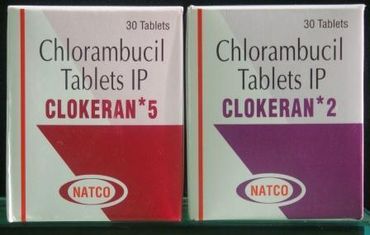 30 Tablets
Chlorambucil
Tablets IP
CLOKERAN*5
NATCO
30 Tablets
Chlorambucil
Tablets IP
CLOKERAN*2
NATCO